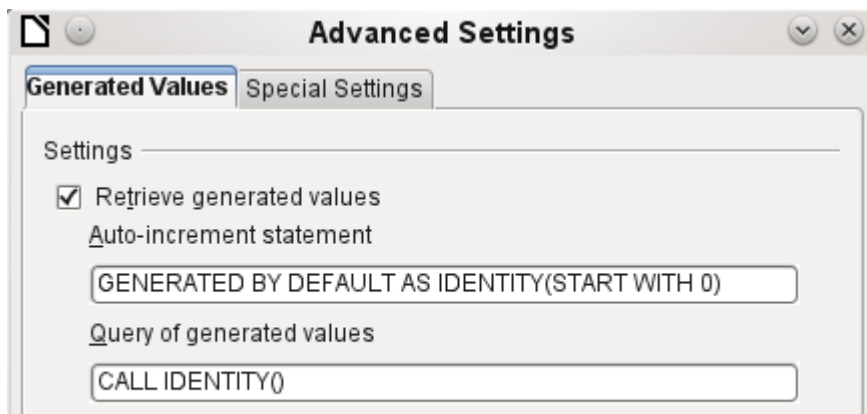 Advanced Settings
Generated Values Special Settings
Settings
Retrieve generated values
Auto-increment statement
GENERATED BY DEFAULT AS IDENTITY(START WITH 0)
Query of generated values
CALL IDENTITY()